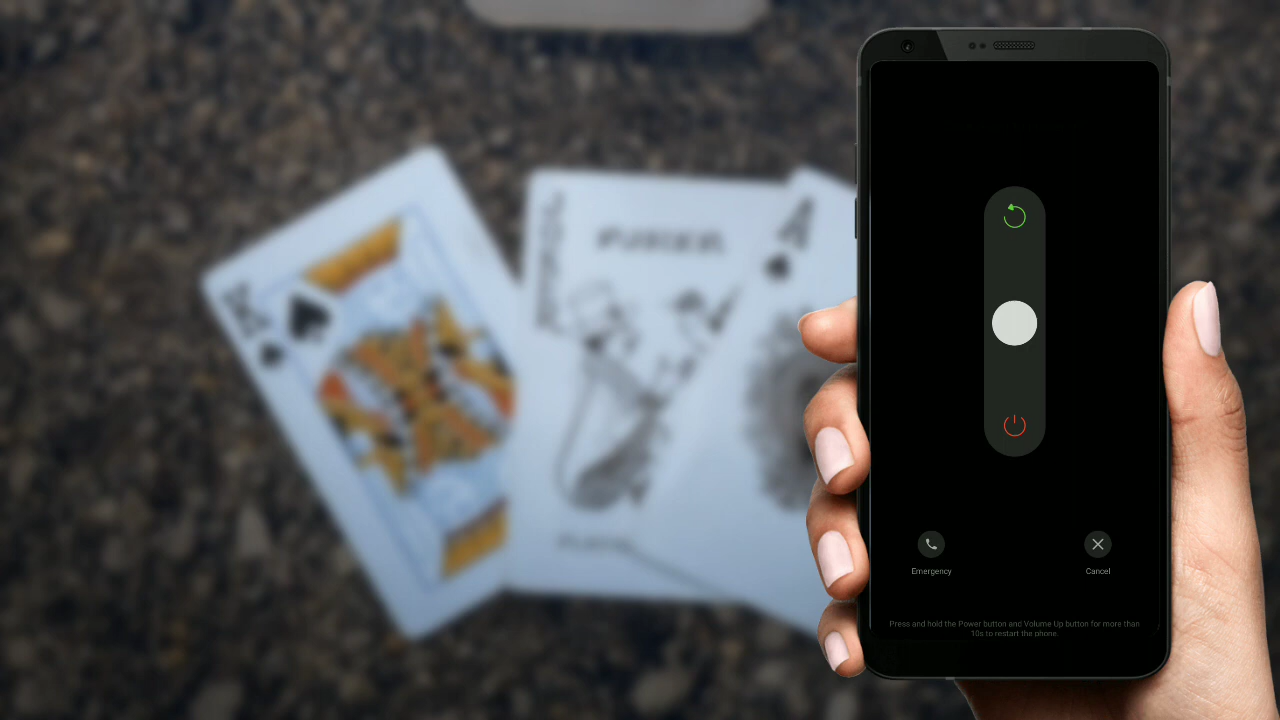 K
JOKER
A
Emergency
Cancel
Press and hold the Power button and Volume Up button for more than
10s to restart the phone.